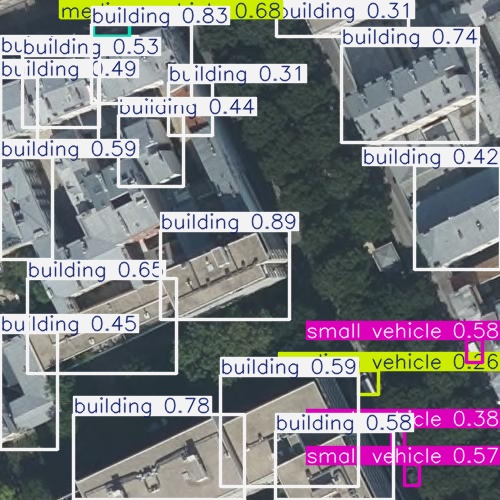 building 0.83
0.68
building 0.31
building 0.53
building 0.74
0.49
building 0.31
building 0.44
building 0.59
building 0.42
building 0.89
building 0.65
building 0.45
small vehicle 0.58
building 0.59
vehicle 0.26
building 0.78
building 0.58
vehicle 0.38
small vehicle 0.57